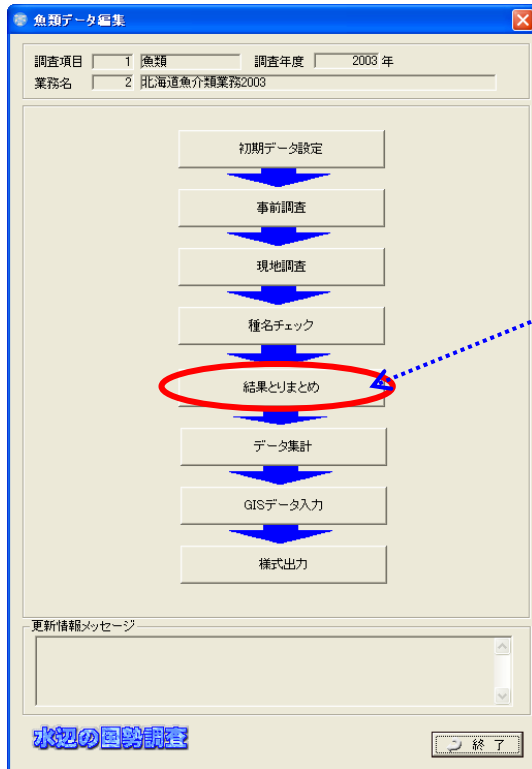 魚類データ編集
調査項目 1 魚類 調査年度 2003 年
業務名 2 北海道魚介類業務2003
初期データ設定
事前調査
現地調査
種名チェック
結果とりまとめ
データ集計
GISデータ入力
様式出力
更新情報メッセージ
水辺の国勢調査
終 了